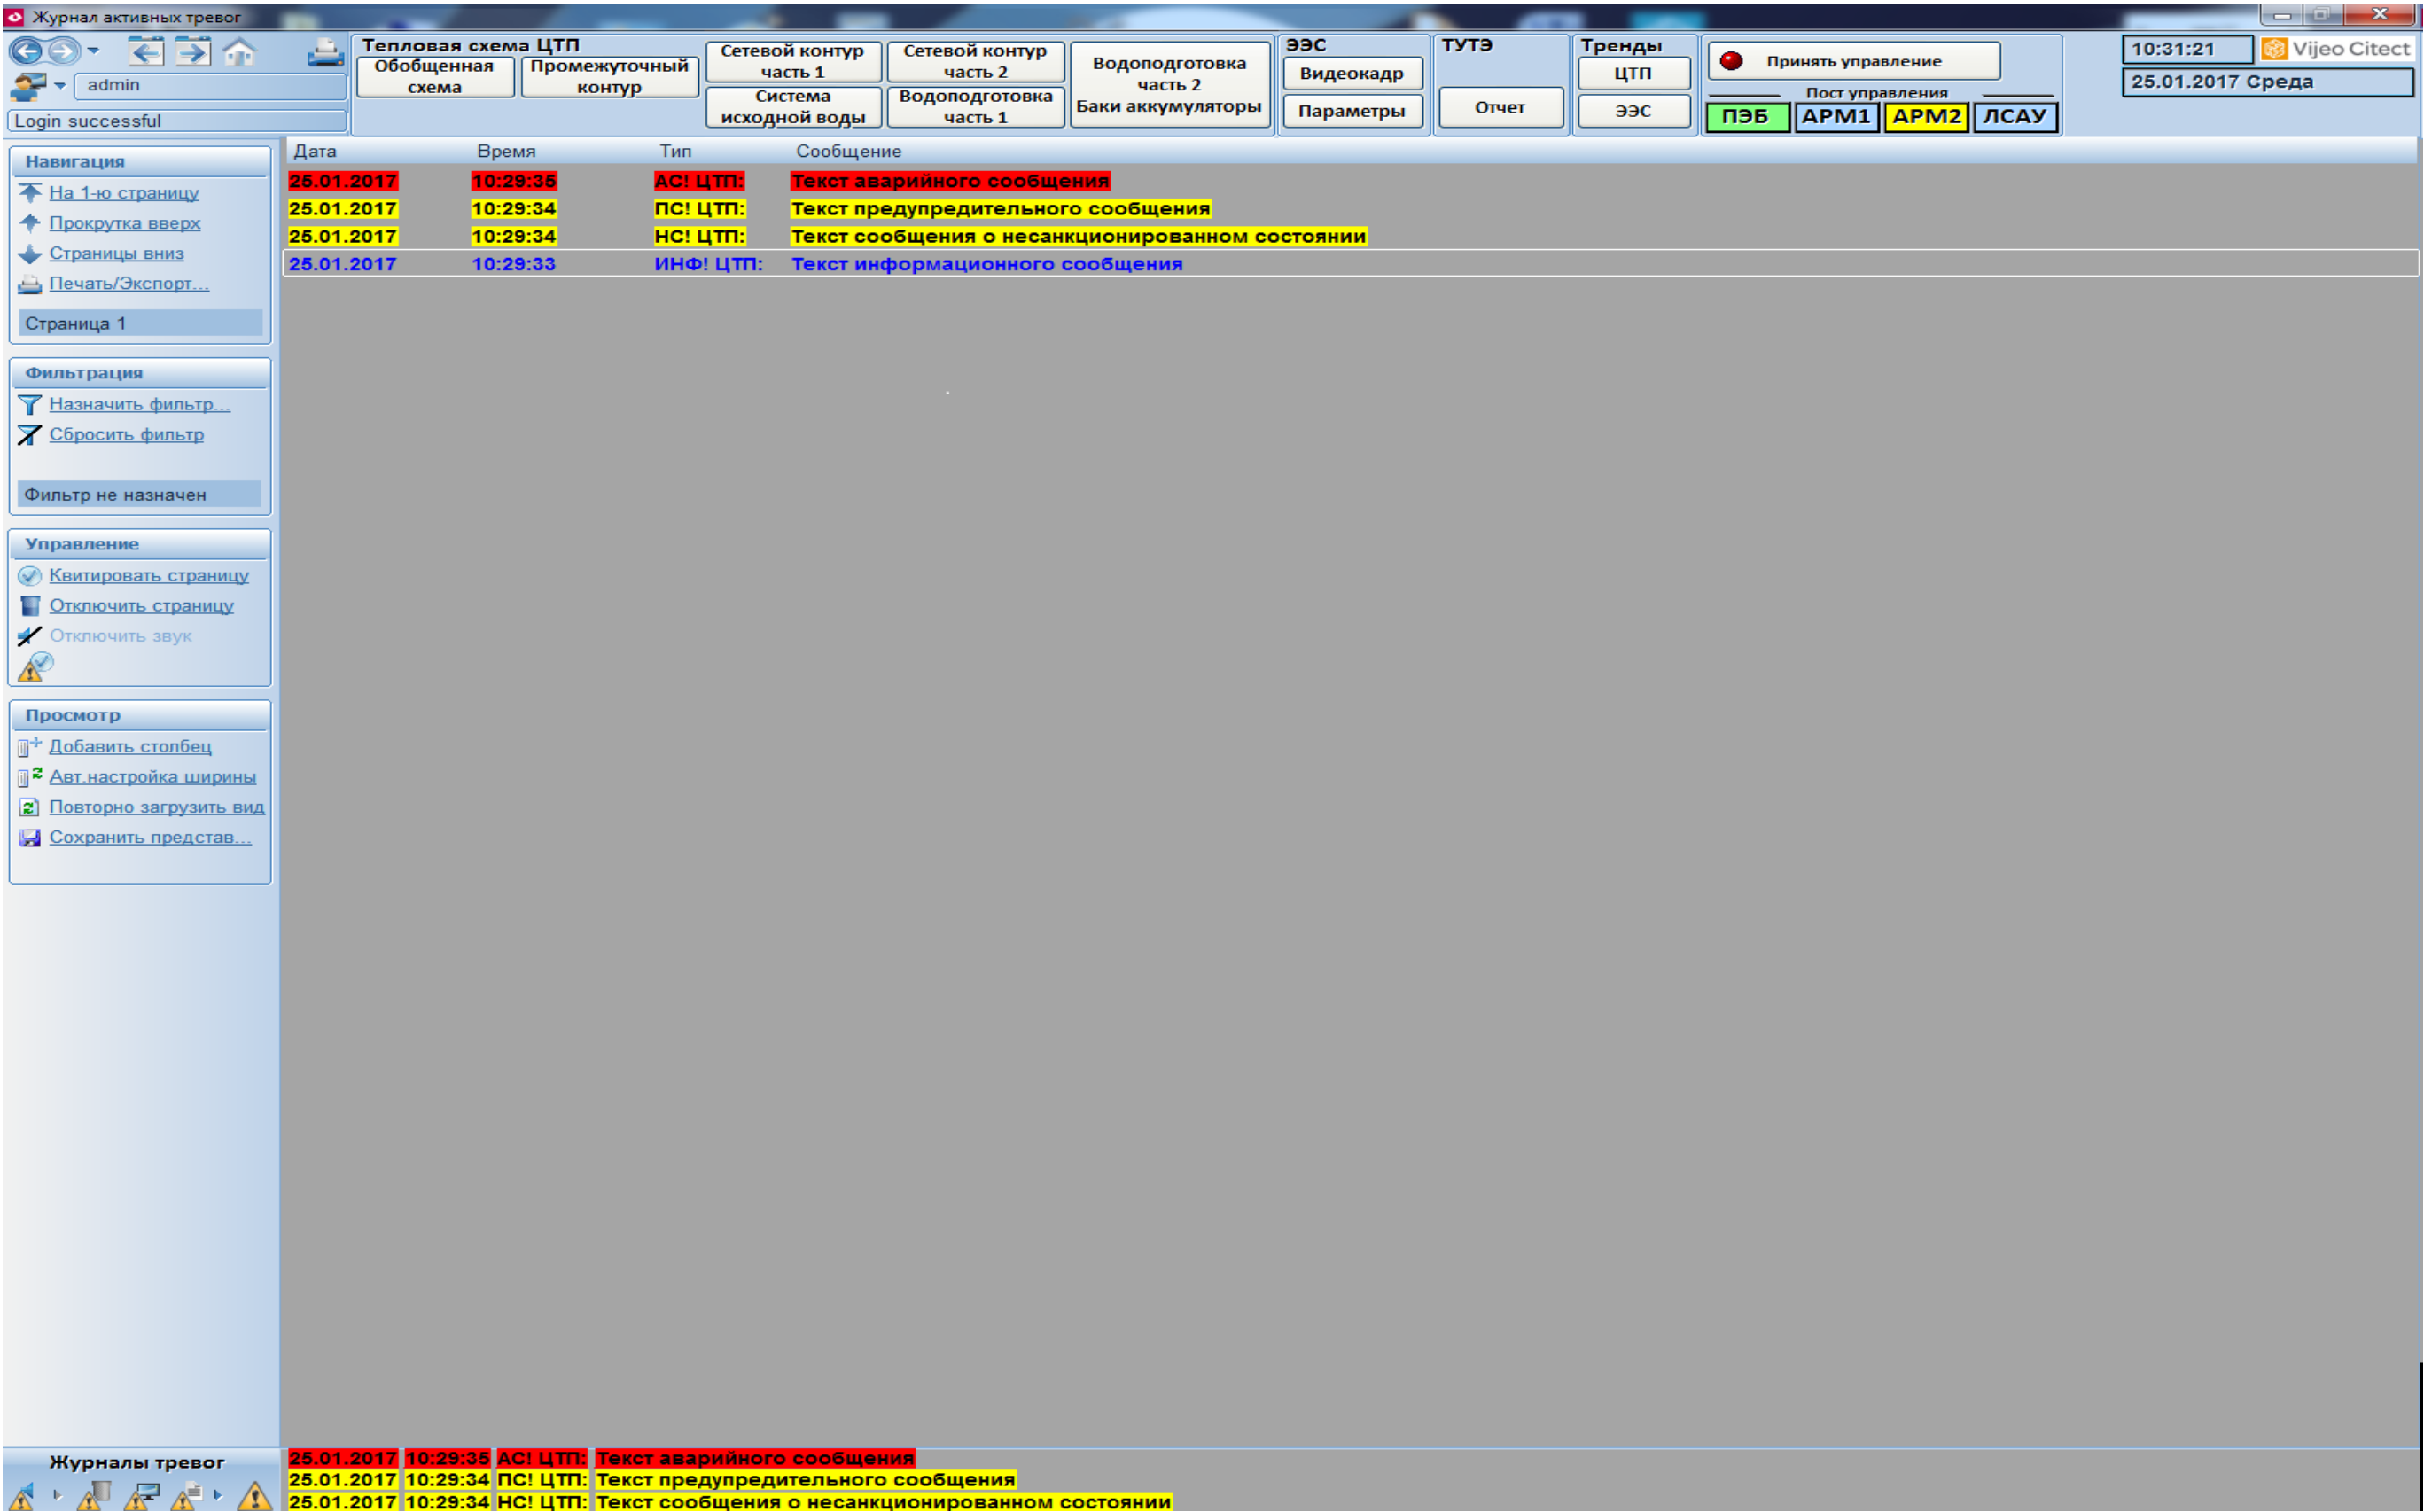 Журнал активных тревог
admin
Login successful
Тепловая схема ЦТП
Обобщенная
схема
Промежуточный
контур
Сетевой контур
часть 1
Сетевой контур
часть 2
Система
исходной воды
Водоподготовка
часть 1
Водоподготовка
часть 2
Баки аккумуляторы
ЭЭС
Видеокадр
Параметры
ТУТЭ
Отчет
Тренды
ЦТП
ЭЭС
Принять управление
Пост управления
ПЭБ АРМ1 АРМ2 ЛСАУ
10:31:21
Vijeo Citect
25.01.2017 Среда
Навигация
На 1-ю страницу
Прокрутка вверх
Страницы вниз
Печать/Экспорт...
Страница 1
Фильтрация
Назначить фильтр...
Сбросить фильтр
Фильтр не назначен
Управление
Квитировать страницу
Отключить страницу
Отключить звук
Просмотр
Добавить столбец
Авт.настройка ширины
Повторно загрузить вид
Сохранить представ...
Дата Время Тип Сообщение
25.01.2017 10:29:35 АС! ЦТП: Текст аварийного сообщения
25.01.2017 10:29:34 ПС! ЦТП: Текст предупредительного сообщения
25.01.2017 10:29:34 НС! ЦТП: Текст сообщения о несанкционированном состоянии
25.01.2017 10:29:33 ИНФ! ЦТП: Текст информационного сообщения
Журналы тревог
25.01.2017 10:29:35 АС! ЦТП: Текст аварийного сообщения
25.01.2017 10:29:34 ПС! ЦТП: Текст предупредительного сообщения
25.01.2017 10:29:34 НС! ЦТП: Текст сообщения о несанкционированном состоянии